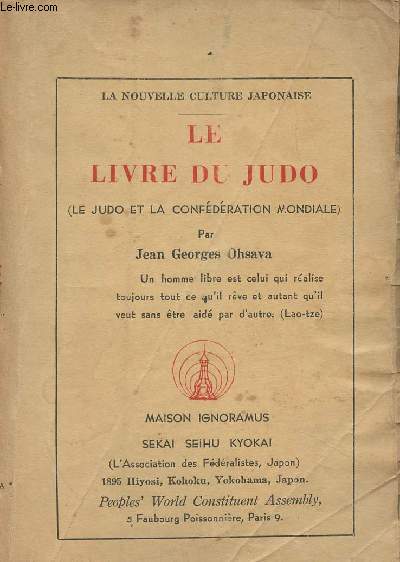 Le-livre.com
LA NOUVELLE CULTURE JAPONAISE
LE
LIVRE DU JUDO
(LE JUDO ET LA CONFÉDÉRATION MONDIALE)
Par
Jean Georges Ohsava
Un homme libre est celui qui réalise
toujours tout ce qu'il rêve et autant qu'il
veut sans être aidé par d'autre. (Lao-tze)
MAISON IGNORAMUS
SEKAI SEIHU KYOKAI
(L'Association des Fédéralistes, Japon)
1895 Hiyosi, Kohoku, Yokohama, Japon.
Peoples' World Constituent Assembly,
5 Faubourg Poissonnière, Paris 9.